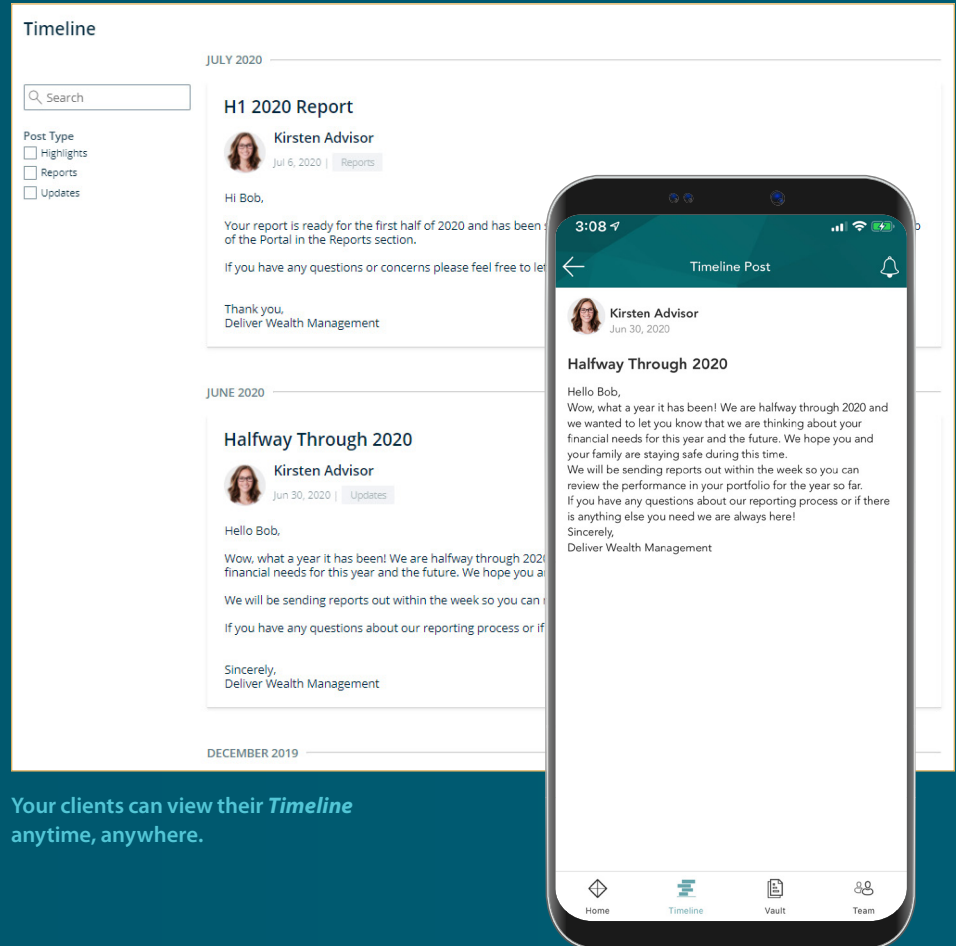 Timeline
Search
Post Type
Highlights
Reports
Updates
JULY 2020
H1 2020 Report
Kirsten Advisor
Jul 6, 2020 | Reports
Hi Bob,
Your report is ready for the first half of 2020 and has been
of the Portal in the Reports section.
If you have any questions or concerns please feel free to let
Thank you,
Deliver Wealth Management
JUNE 2020
Halfway Through 2020
Kirsten Advisor
Jun 30, 2020 | Updates
Hello Bob,
Wow, what a year it has been! We are halfway through
financial needs for this year and the future. We hope you
We will be sending reports out within the week so you can
If you have any questions about our reporting process or if
Sincerely,
Deliver Wealth Management
DECEMBER 2019
3:08
Timeline Post
Kirsten Advisor
Jun 30, 2020
Halfway Through 2020
Hello Bob,
Wow, what a year it has been! We are halfway through 2020 and
we wanted to let you know that we are thinking about your
financial needs for this year and the future. We hope you and
your family are staying safe during this time.
We will be sending reports out within the week so you can
review the performance in your portfolio for the year so far.
If you have any questions about our reporting process or if there
is anything else you need we are always here!
Sincerely,
Deliver Wealth Management
Home
Timeline
Vault
Team
Your clients can view their Timeline
anytime, anywhere.